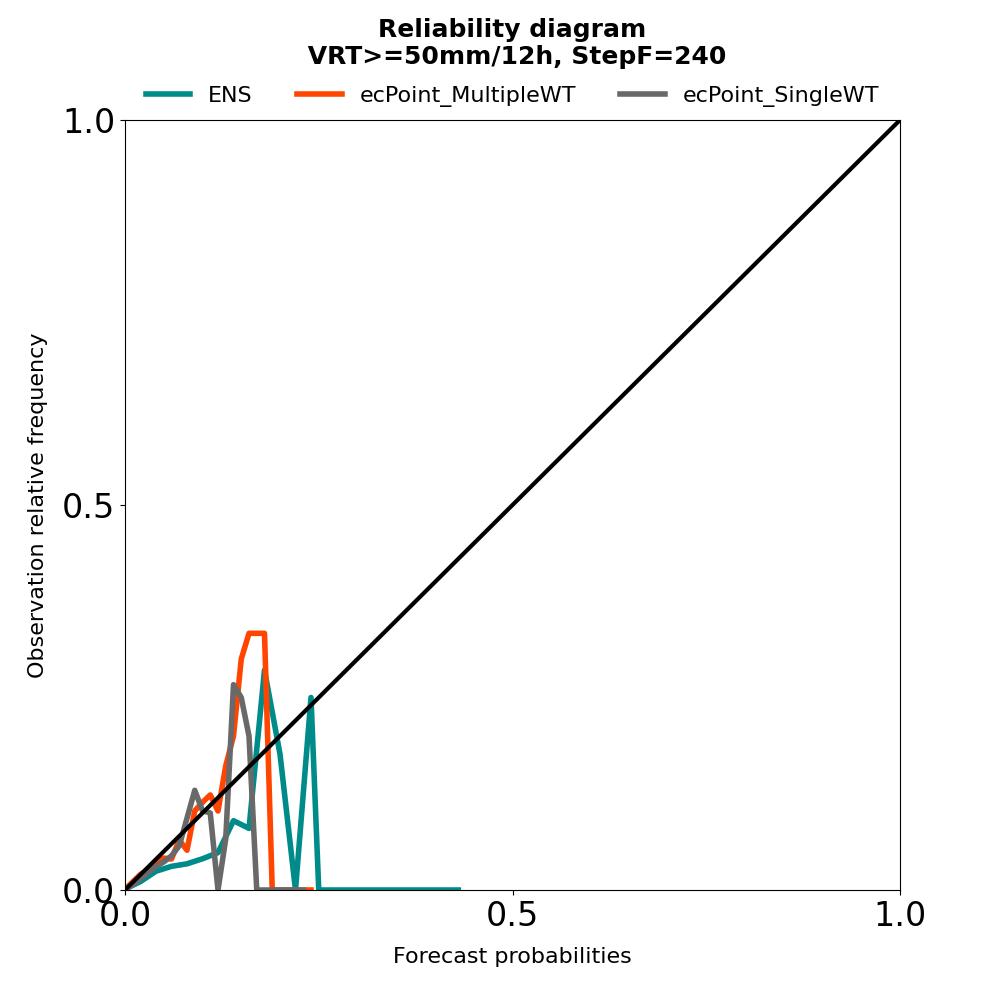 Reliability diagram
VRT>=50mm/12h, StepF=240
ENS ecPoint_MultipleWT ecPoint_SingleWT
1.0
0.5
0.0
Observation relative frequency
0.0 0.5 1.0
Forecast probabilities